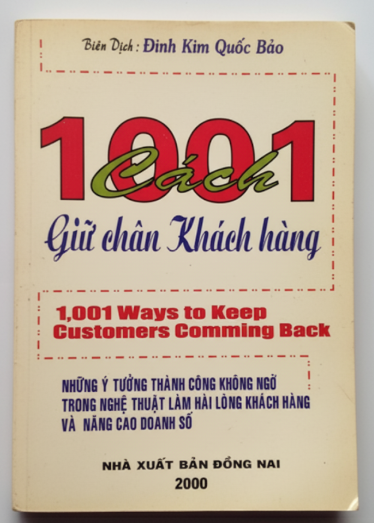 Biên Dịch : Đinh Kim Quốc Bảo
1001
Cách
Giữ chân Khách hàng
1,001 Ways to Keep
Customers Comming Back
NHỮNG Ý TƯỞNG THÀNH CÔNG KHÔNG NGỜ
TRONG NGHỆ THUẬT LÀM HÀI LÒNG KHÁCH HÀNG
VÀ NÂNG CAO DOANH SỐ
NHÀ XUẤT BẢN ĐỒNG NAI
2000